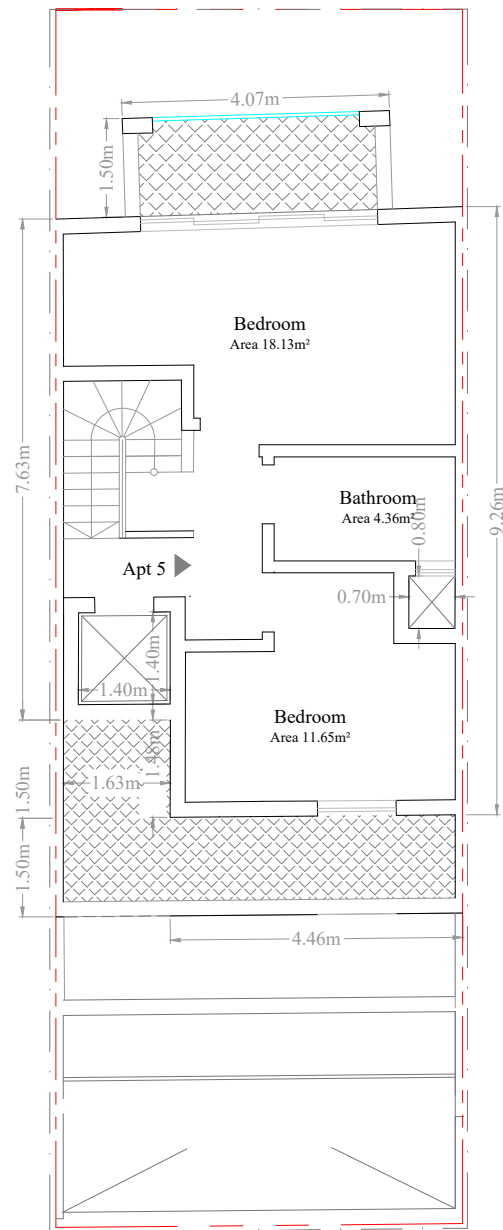 4.07m
1.50m
Bedroom
Area 18.13m²
7.63m
9.26m
Bathroom
Area 4.36m²
0.80m
Apt 5
0.70m
1.40m
1.40m
Bedroom
Area 11.65m²
1.48m
1.63m
1.50m
1.50m
4.46m